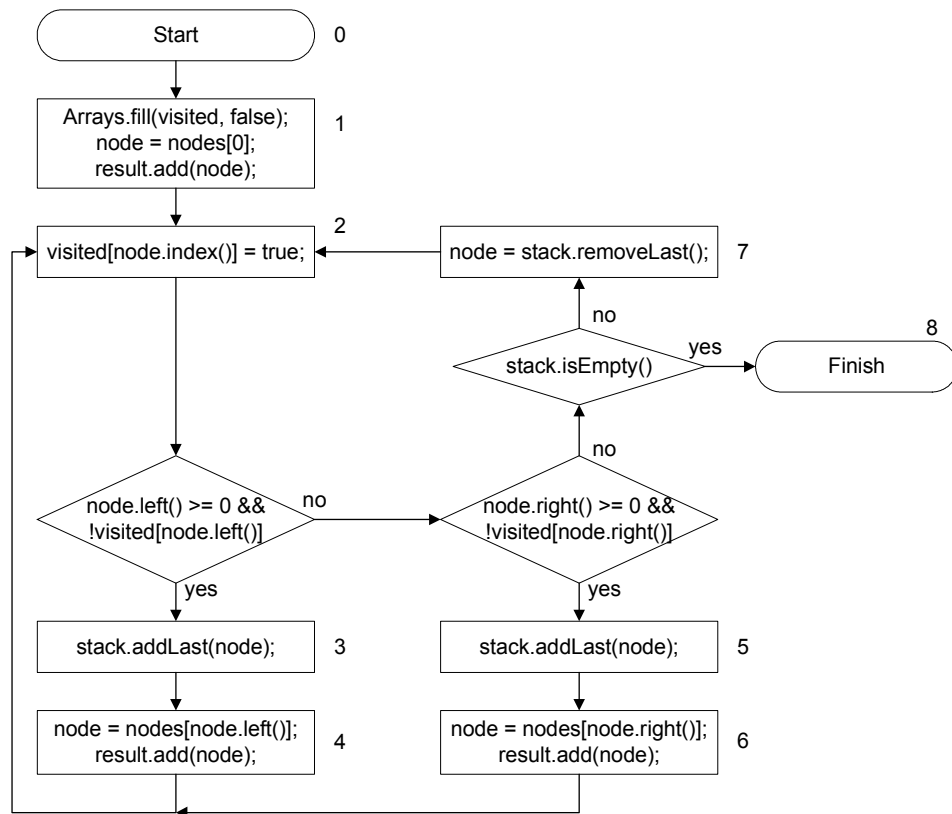 Start
0
Arrays.fill(visited, false);
node = nodes[0];
result.add(node);
1
2
visited[node.index()] = true;
node = stack.removeLast();
7
no
8
stack.isEmpty()
yes
Finish
no
node.left() >= 0 &&
!visited[node.left()]
no
node.right() >= 0 &&
!visited[node.right()]
yes
yes
stack.addLast(node);
3
stack.addLast(node);
5
node = nodes[node.left()];
result.add(node);
4
node = nodes[node.right()];
result.add(node);
6